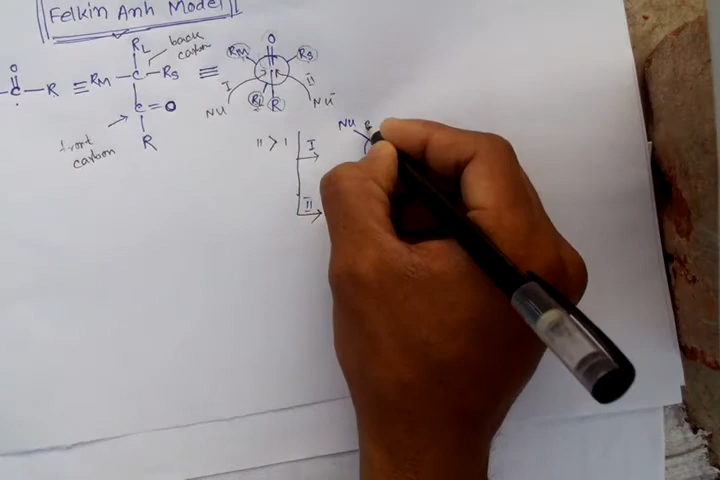 Felkin Anh Model
O
— C — R ≡ RM — C — RS ≡
RL
back carbon
C = O
R
front carbon
O
RM RS
I II
NU NU⁻
RL R
II > I
I
II
NU R